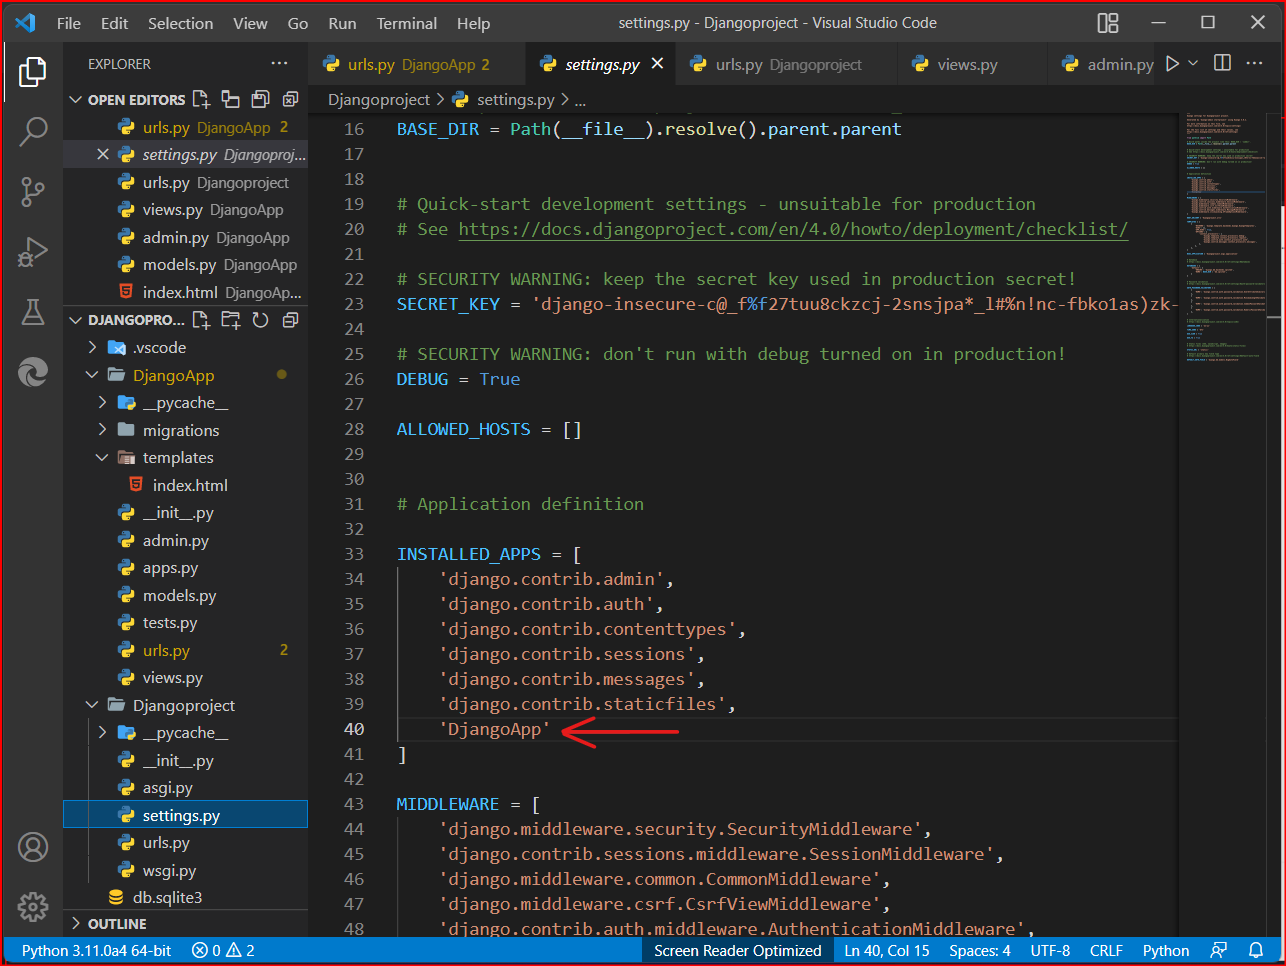 File Edit Selection View Go Run Terminal Help settings.py - Djangoproject - Visual Studio Code
EXPLORER ...
OPEN EDITORS
urls.py DjangoApp 2
settings.py Djangoproj...
urls.py Djangoproject
views.py DjangoApp
admin.py DjangoApp
models.py DjangoApp
index.html DjangoAp...
DJANGOPRO...
.vscode
DjangoApp
__pycache__
migrations
templates
index.html
__init__.py
admin.py
apps.py
models.py
tests.py
urls.py 2
views.py
Djangoproject
__pycache__
__init__.py
asgi.py
settings.py
urls.py
wsgi.py
db.sqlite3
OUTLINE
urls.py DjangoApp 2 settings.py urls.py Djangoproject views.py admin.py ...
Djangoproject > settings.py > ...
16 BASE_DIR = Path(__file__).resolve().parent.parent
17
18
19 # Quick-start development settings - unsuitable for production
20 # See https://docs.djangoproject.com/en/4.0/howto/deployment/checklist/
21
22 # SECURITY WARNING: keep the secret key used in production secret!
23 SECRET_KEY = 'django-insecure-c@_f%f27tuu8ckzcj-2snsjpa*_l#%n!nc-fbko1as)zk-
24
25 # SECURITY WARNING: don't run with debug turned on in production!
26 DEBUG = True
27
28 ALLOWED_HOSTS = []
29
30
31 # Application definition
32
33 INSTALLED_APPS = [
34 'django.contrib.admin',
35 'django.contrib.auth',
36 'django.contrib.contenttypes',
37 'django.contrib.sessions',
38 'django.contrib.messages',
39 'django.contrib.staticfiles',
40 'DjangoApp'
41 ]
42
43 MIDDLEWARE = [
44 'django.middleware.security.SecurityMiddleware',
45 'django.contrib.sessions.middleware.SessionMiddleware',
46 'django.middleware.common.CommonMiddleware',
47 'django.middleware.csrf.CsrfViewMiddleware',
48 'django.contrib.auth.middleware.AuthenticationMiddleware',
Python 3.11.0a4 64-bit 0 2 Screen Reader Optimized Ln 40, Col 15 Spaces: 4 UTF-8 CRLF Python